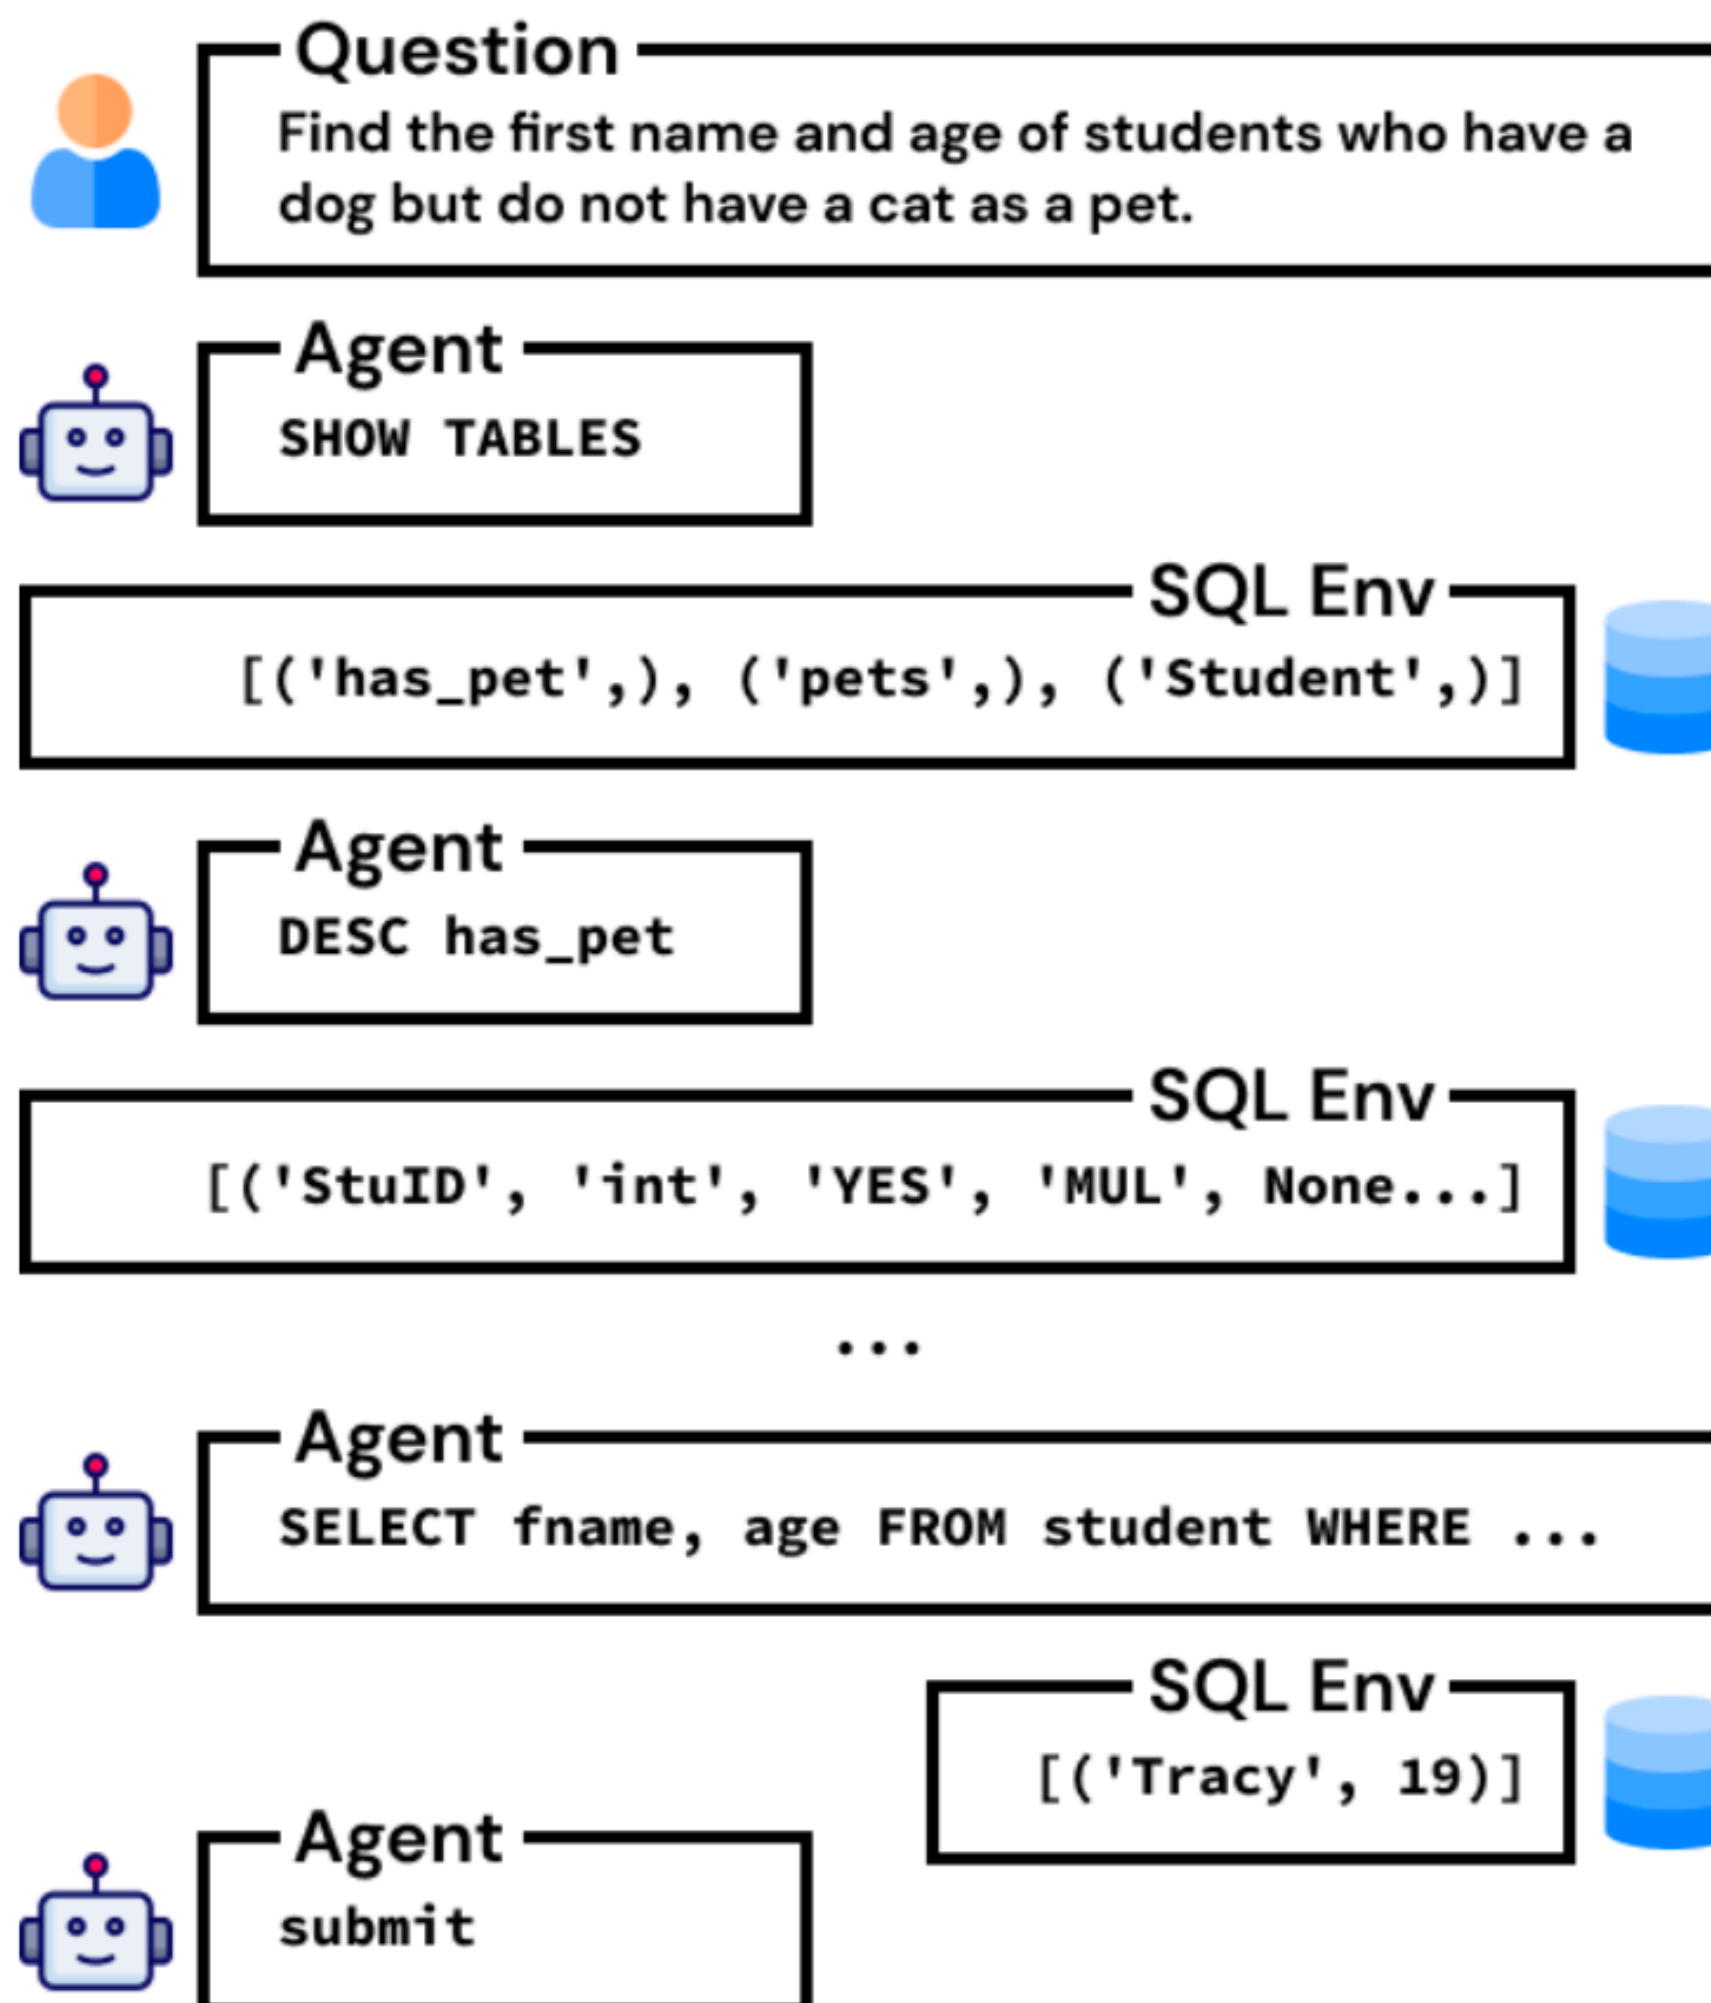 Question
Find the first name and age of students who have a
dog but do not have a cat as a pet.
Agent
SHOW TABLES
SQL Env
[('has_pet',), ('pets',), ('Student',)]
Agent
DESC has_pet
SQL Env
[('StuID', 'int', 'YES', 'MUL', None...]
...
Agent
SELECT fname, age FROM student WHERE ...
SQL Env
[('Tracy', 19)]
Agent
submit